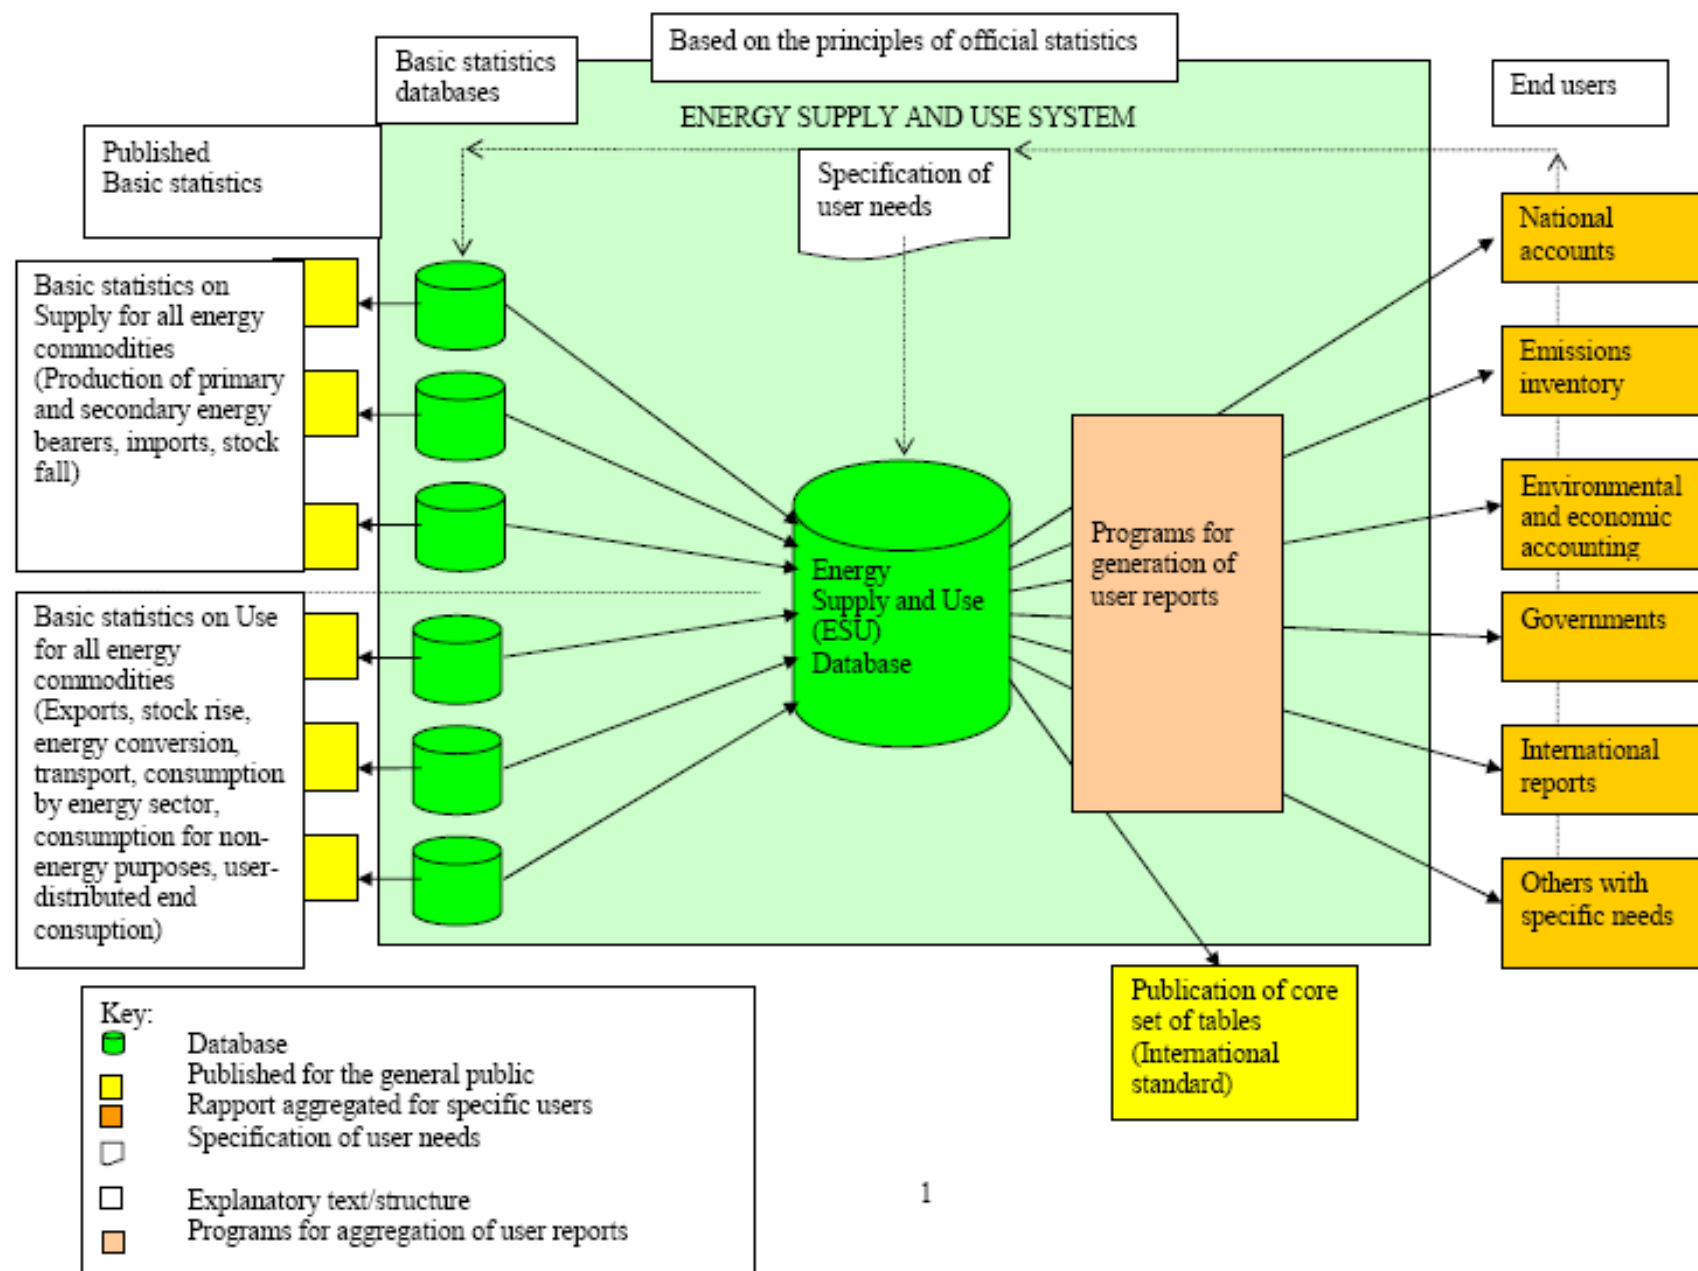 Based on the principles of official statistics
Basic statistics
databases
End users
ENERGY SUPPLY AND USE SYSTEM
Published
Basic statistics
Specification of
user needs
National
accounts
Basic statistics on
Supply for all energy
commodities
(Production of primary
and secondary energy
bearers, imports, stock
fall)
Emissions
inventory
Environmental
and economic
accounting
Programs for
generation of
user reports
Energy
Supply and Use
(ESU)
Database
Basic statistics on Use
for all energy
commodities
(Exports, stock rise,
energy conversion,
transport, consumption
by energy sector,
consumption for non-
energy purposes, user-
distributed end
consuption)
Governments
International
reports
Others with
specific needs
Publication of core
set of tables
(International
standard)
Key:
Database
Published for the general public
Rapport aggregated for specific users
Specification of user needs
Explanatory text/structure
Programs for aggregation of user reports
1